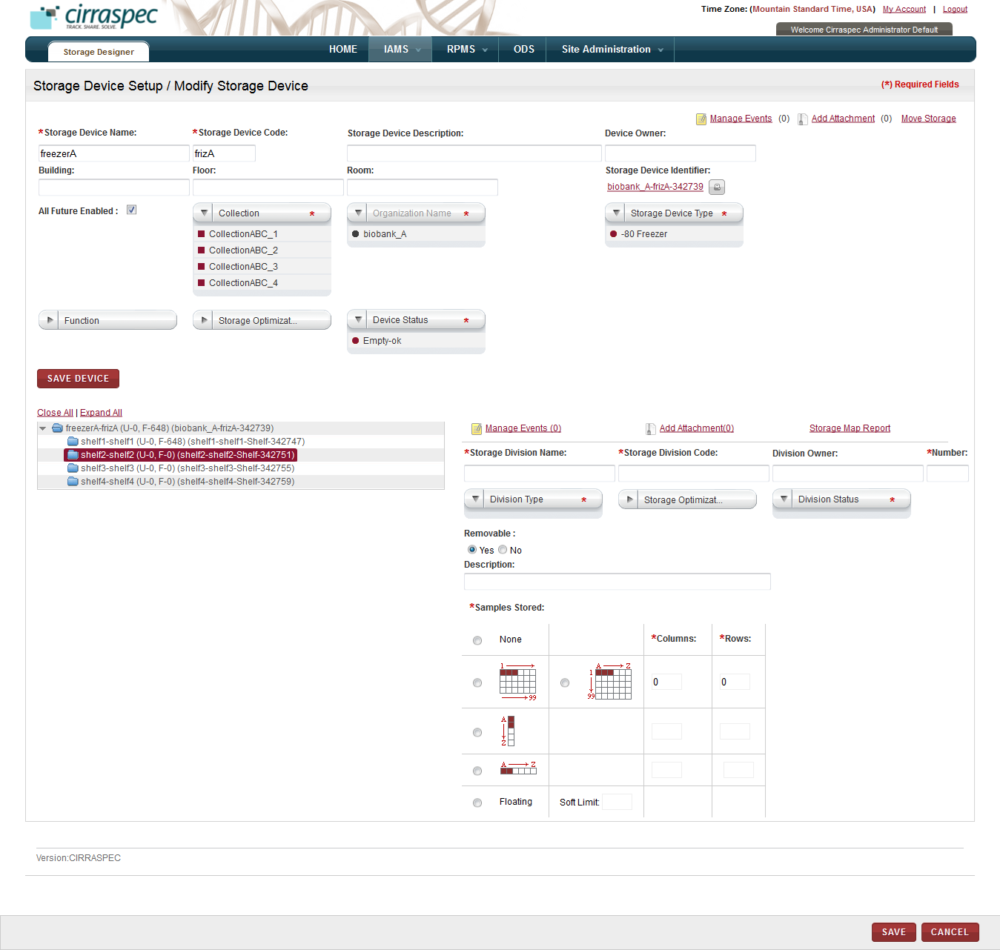 cirraspec
TRACK. SHARE. SOLVE.
Time Zone: (Mountain Standard Time, USA) My Account | Logout
Welcome Cirraspec Administrator Default
Storage Designer
HOME IAMS RPMS ODS Site Administration
Storage Device Setup / Modify Storage Device
(*) Required Fields
Manage Events (0) Add Attachment (0) Move Storage
*Storage Device Name: *Storage Device Code: Storage Device Description: Device Owner:
freezerA frizA
Building: Floor: Room: Storage Device Identifier:
biobank_A-frizA-342739
All Future Enabled :
Collection * Organization Name * Storage Device Type *
CollectionABC_1 biobank_A -80 Freezer
CollectionABC_2
CollectionABC_3
CollectionABC_4
Function Storage Optimizat... Device Status *
Empty-ok
SAVE DEVICE
Close All | Expand All
freezerA-frizA (U-0, F-648) (biobank_A-frizA-342739)
shelf1-shelf1 (U-0, F-648) (shelf1-shelf1-Shelf-342747)
shelf2-shelf2 (U-0, F-0) (shelf2-shelf2-Shelf-342751)
shelf3-shelf3 (U-0, F-0) (shelf3-shelf3-Shelf-342755)
shelf4-shelf4 (U-0, F-0) (shelf4-shelf4-Shelf-342759)
Manage Events (0) Add Attachment(0) Storage Map Report
*Storage Division Name: *Storage Division Code: Division Owner: *Number:
Division Type * Storage Optimizat... Division Status *
Removable :
Yes No
Description:
*Samples Stored:
None *Columns: *Rows:
1 99 A Z 1 99 0 0
A Z
A Z
Floating Soft Limit:
Version:CIRRASPEC
SAVE CANCEL